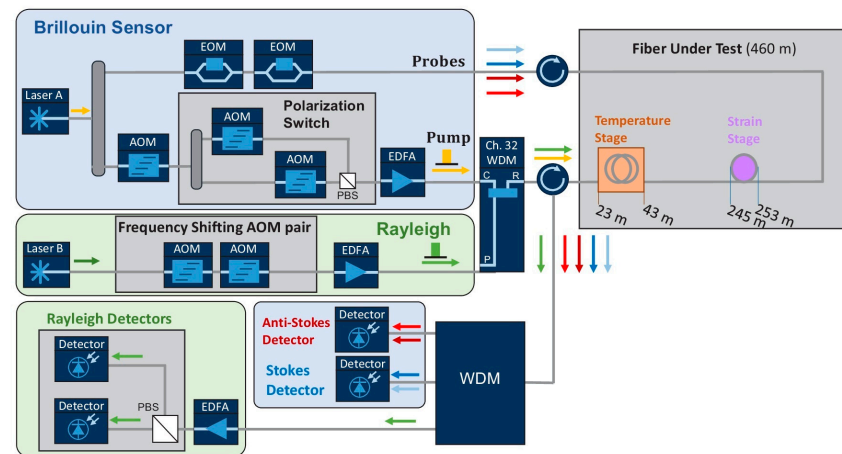 Brillouin Sensor
EOM
EOM
Probes
Fiber Under Test (460 m)
Laser A
Polarization
Switch
AOM
AOM
AOM
PBS
EDFA
Pump
Ch. 32
WDM
C
R
P
Temperature
Stage
Strain
Stage
23 m
43 m
245 m
253 m
Laser B
Frequency Shifting AOM pair
AOM
AOM
EDFA
Rayleigh
Rayleigh Detectors
Detector
Detector
PBS
EDFA
Anti-Stokes
Detector
Detector
Stokes
Detector
Detector
WDM